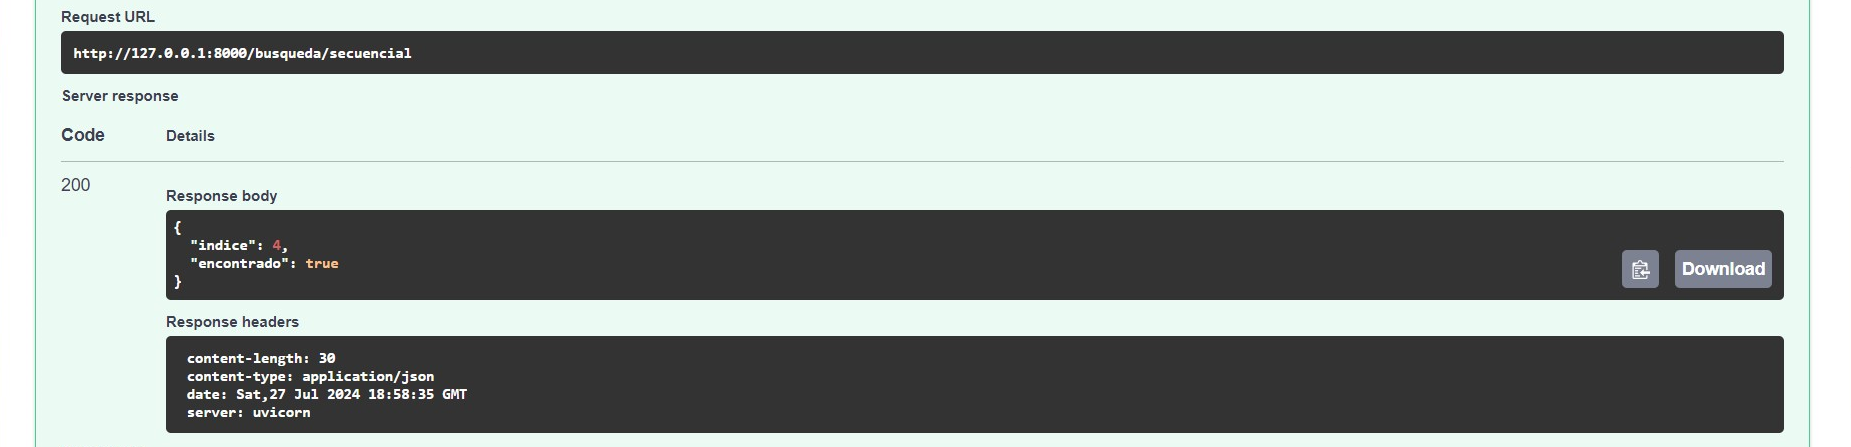 Request URL
http://127.0.0.1:8000/busqueda/secuencial
Server response
Code Details
200
Response body
{
"indice": 4,
"encontrado": true
}
Download
Response headers
content-length: 30
content-type: application/json
date: Sat,27 Jul 2024 18:58:35 GMT
server: uvicorn